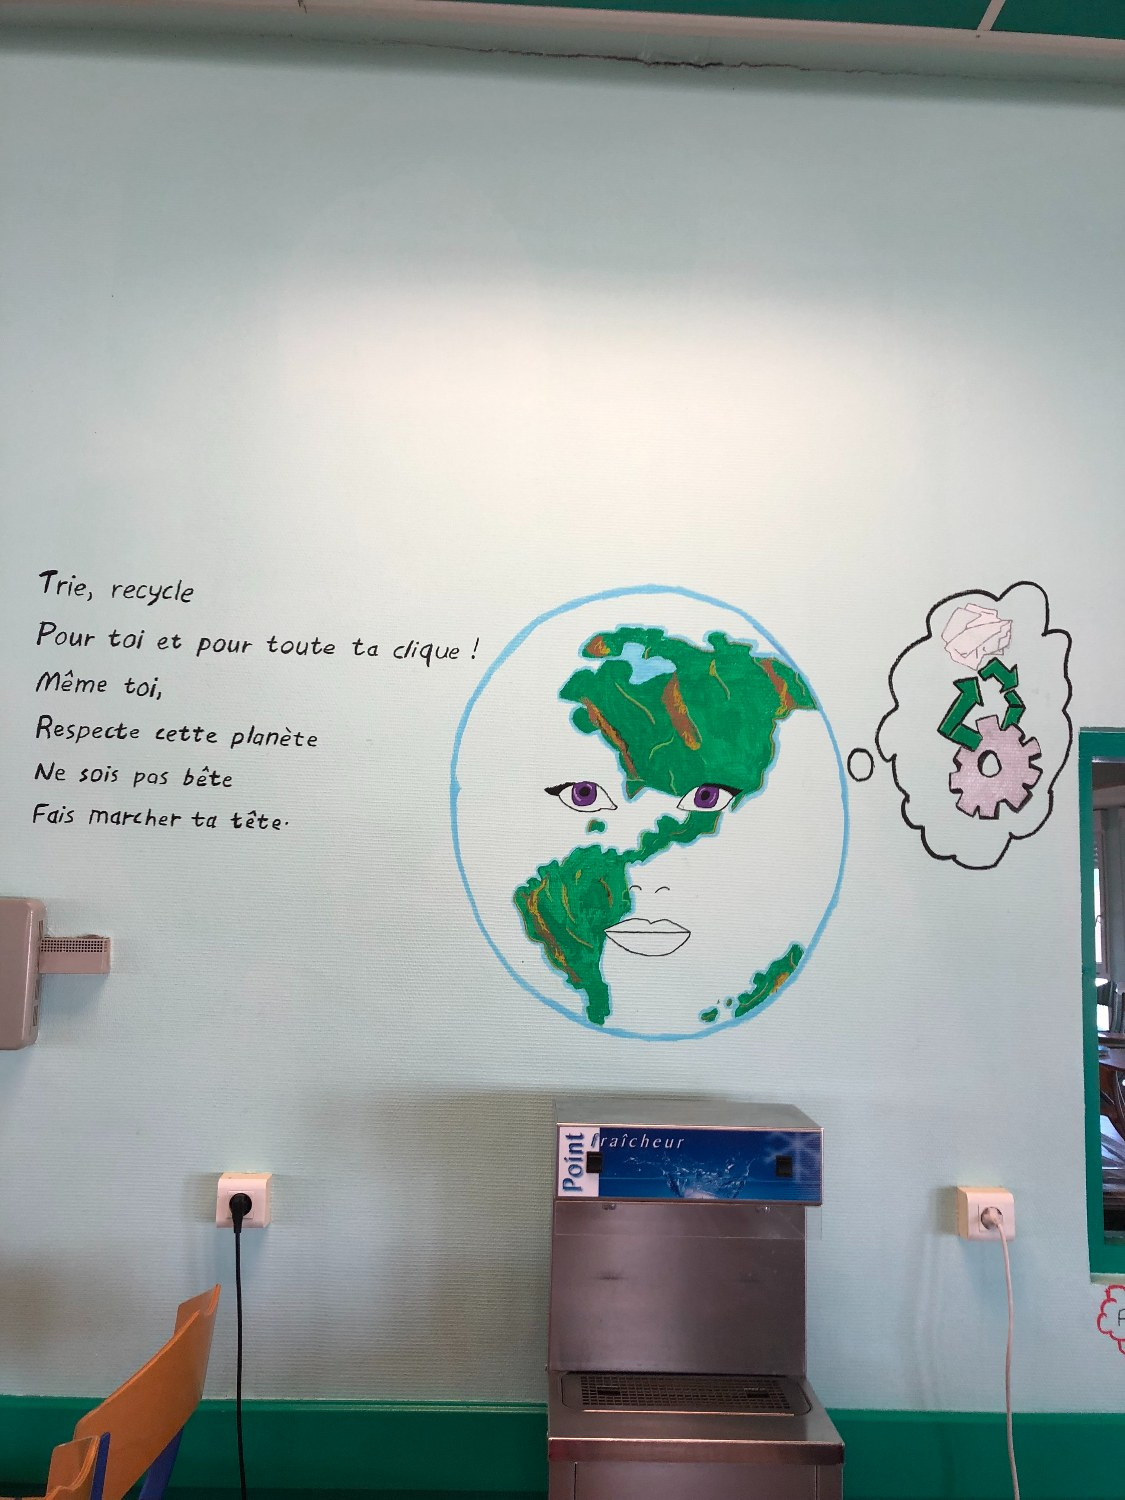 Trie, recycle
Pour toi et pour toute ta clique !
Même toi,
Respecte cette planète
Ne sois pas bête
Fais marcher ta tête.
Point
fraîcheur